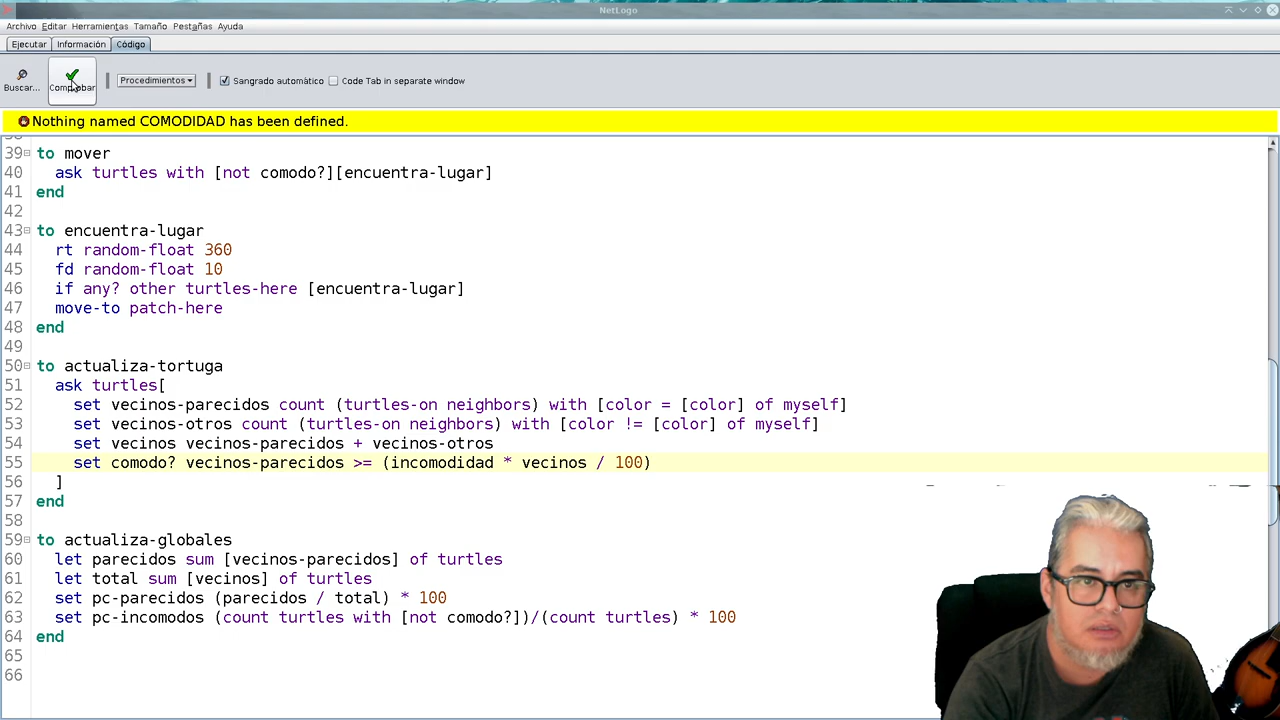 NetLogo
Archivo Editar Herramientas Tamaño Pestañas Ayuda
Ejecutar Información Código
Buscar... Comprobar Procedimientos Sangrado automático Code Tab in separate window
Nothing named COMODIDAD has been defined.
39 to mover
40 ask turtles with [not comodo?][encuentra-lugar]
41 end
42
43 to encuentra-lugar
44 rt random-float 360
45 fd random-float 10
46 if any? other turtles-here [encuentra-lugar]
47 move-to patch-here
48 end
49
50 to actualiza-tortuga
51 ask turtles[
52 set vecinos-parecidos count (turtles-on neighbors) with [color = [color] of myself]
53 set vecinos-otros count (turtles-on neighbors) with [color != [color] of myself]
54 set vecinos vecinos-parecidos + vecinos-otros
55 set comodo? vecinos-parecidos >= (incomodidad * vecinos / 100)
56 ]
57 end
58
59 to actualiza-globales
60 let parecidos sum [vecinos-parecidos] of turtles
61 let total sum [vecinos] of turtles
62 set pc-parecidos (parecidos / total) * 100
63 set pc-incomodos (count turtles with [not comodo?])/(count turtles) * 100
64 end
65
66